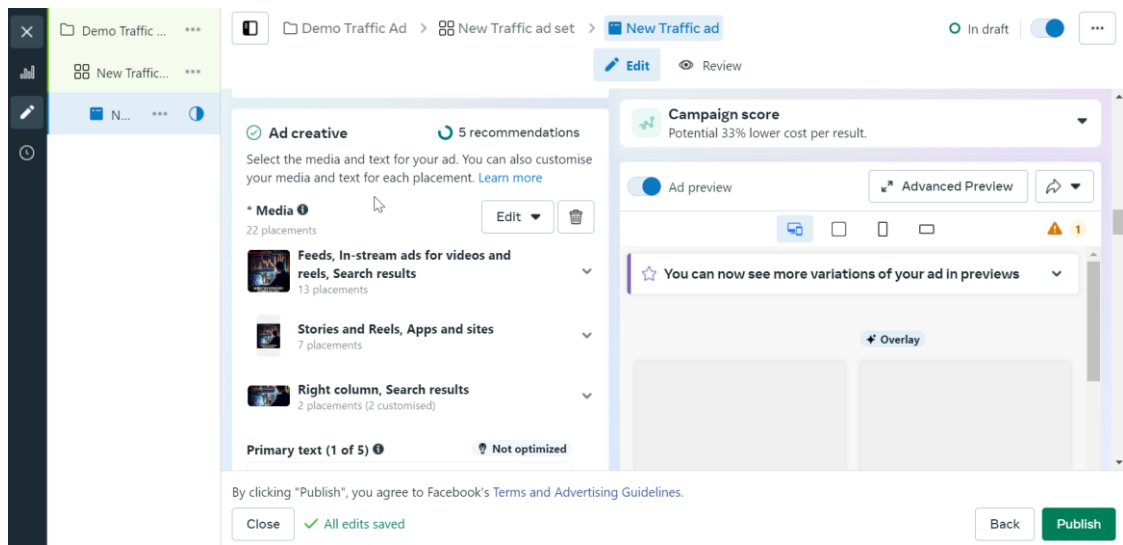 Demo Traffic ...
New Traffic...
N...
Demo Traffic Ad
New Traffic ad set
New Traffic ad
In draft
Edit
Review
Ad creative
5 recommendations
Select the media and text for your ad. You can also customise
your media and text for each placement. Learn more
* Media
22 placements
Edit
Feeds, In-stream ads for videos and
reels, Search results
13 placements
Stories and Reels, Apps and sites
7 placements
Right column, Search results
2 placements (2 customised)
Primary text (1 of 5)
Not optimized
Campaign score
Potential 33% lower cost per result.
Ad preview
Advanced Preview
1
You can now see more variations of your ad in previews
Overlay
By clicking "Publish", you agree to Facebook's Terms and Advertising Guidelines.
Close
All edits saved
Back
Publish